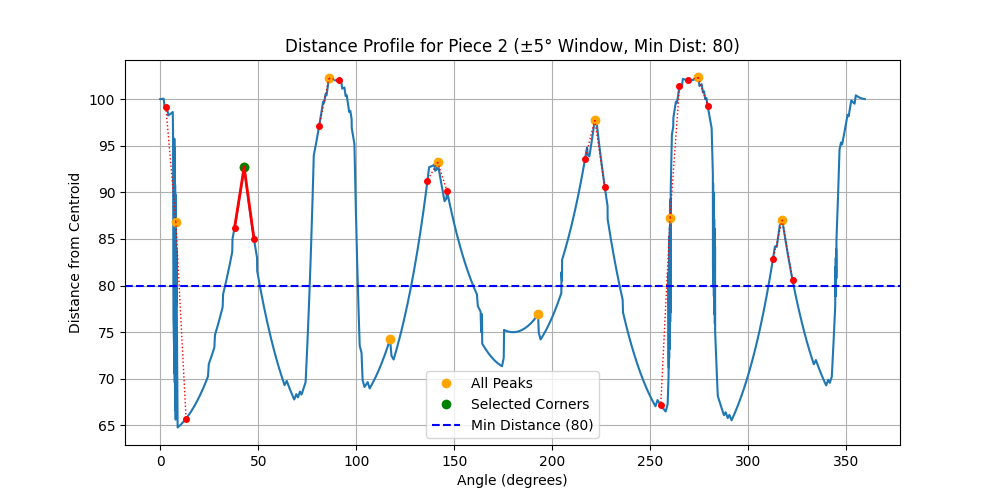 Distance Profile for Piece 2 (±5° Window, Min Dist: 80)
Distance from Centroid
100
95
90
85
80
75
70
65
All Peaks
Selected Corners
Min Distance (80)
0 50 100 150 200 250 300 350
Angle (degrees)